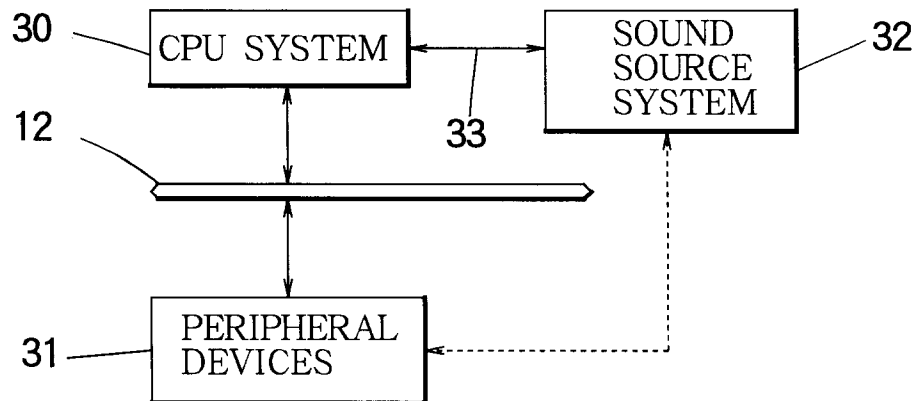 30
CPU SYSTEM
SOUND
SOURCE
SYSTEM
32
33
12
PERIPHERAL
DEVICES
31